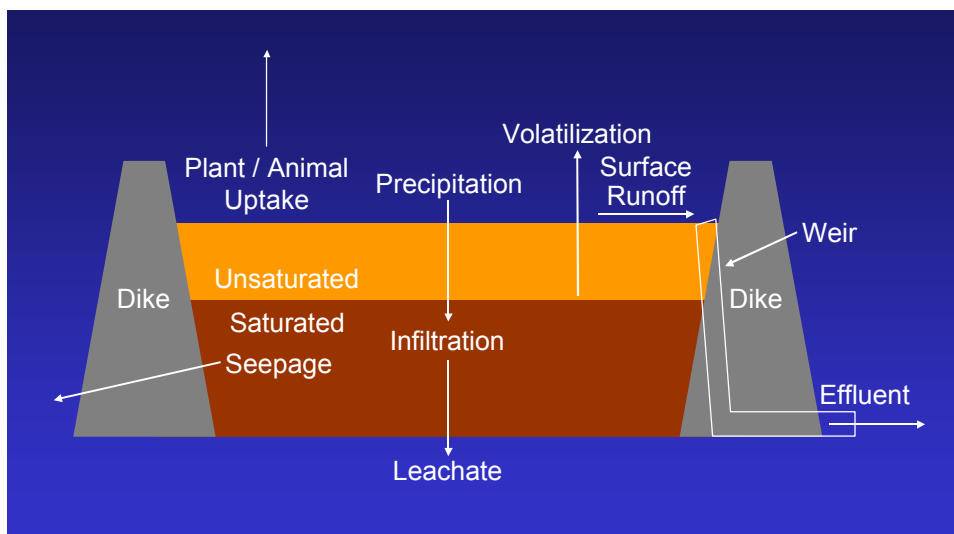 Volatilization
Plant / Animal
Uptake
Precipitation
Surface
Runoff
Weir
Unsaturated
Dike
Dike
Saturated
Infiltration
Seepage
Effluent
Leachate